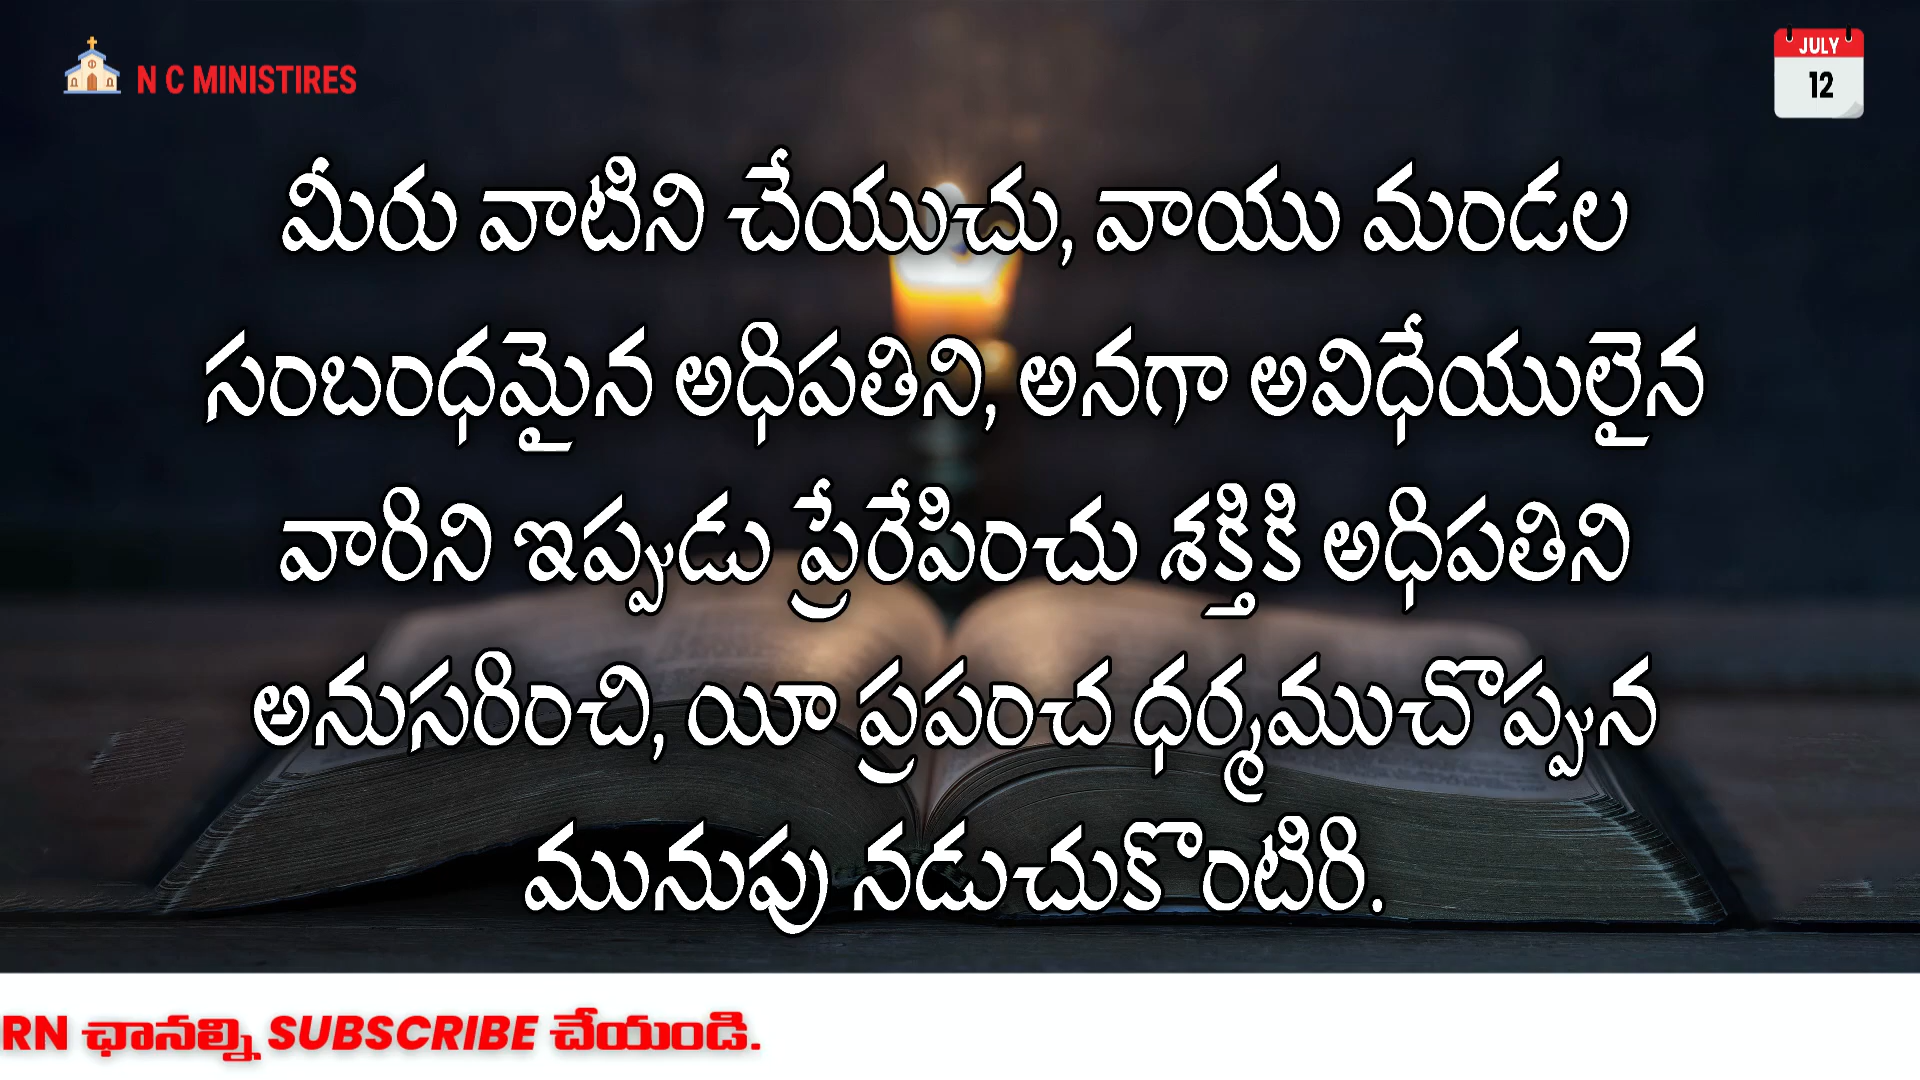 N C MINISTIRES
JULY
12
మీరు వాటిని చేయుచు, వాయు మండల
సంబంధమైన అధిపతిని, అనగా అవిధేయులైన
వారిని ఇప్పుడు ప్రేరేపించు శక్తికి అధిపతిని
అనుసరించి, యీ ప్రపంచ ధర్మముచొప్పున
మునుపు నడుచుకొంటిరి.
RN ఛానల్ని SUBSCRIBE చేయండి.